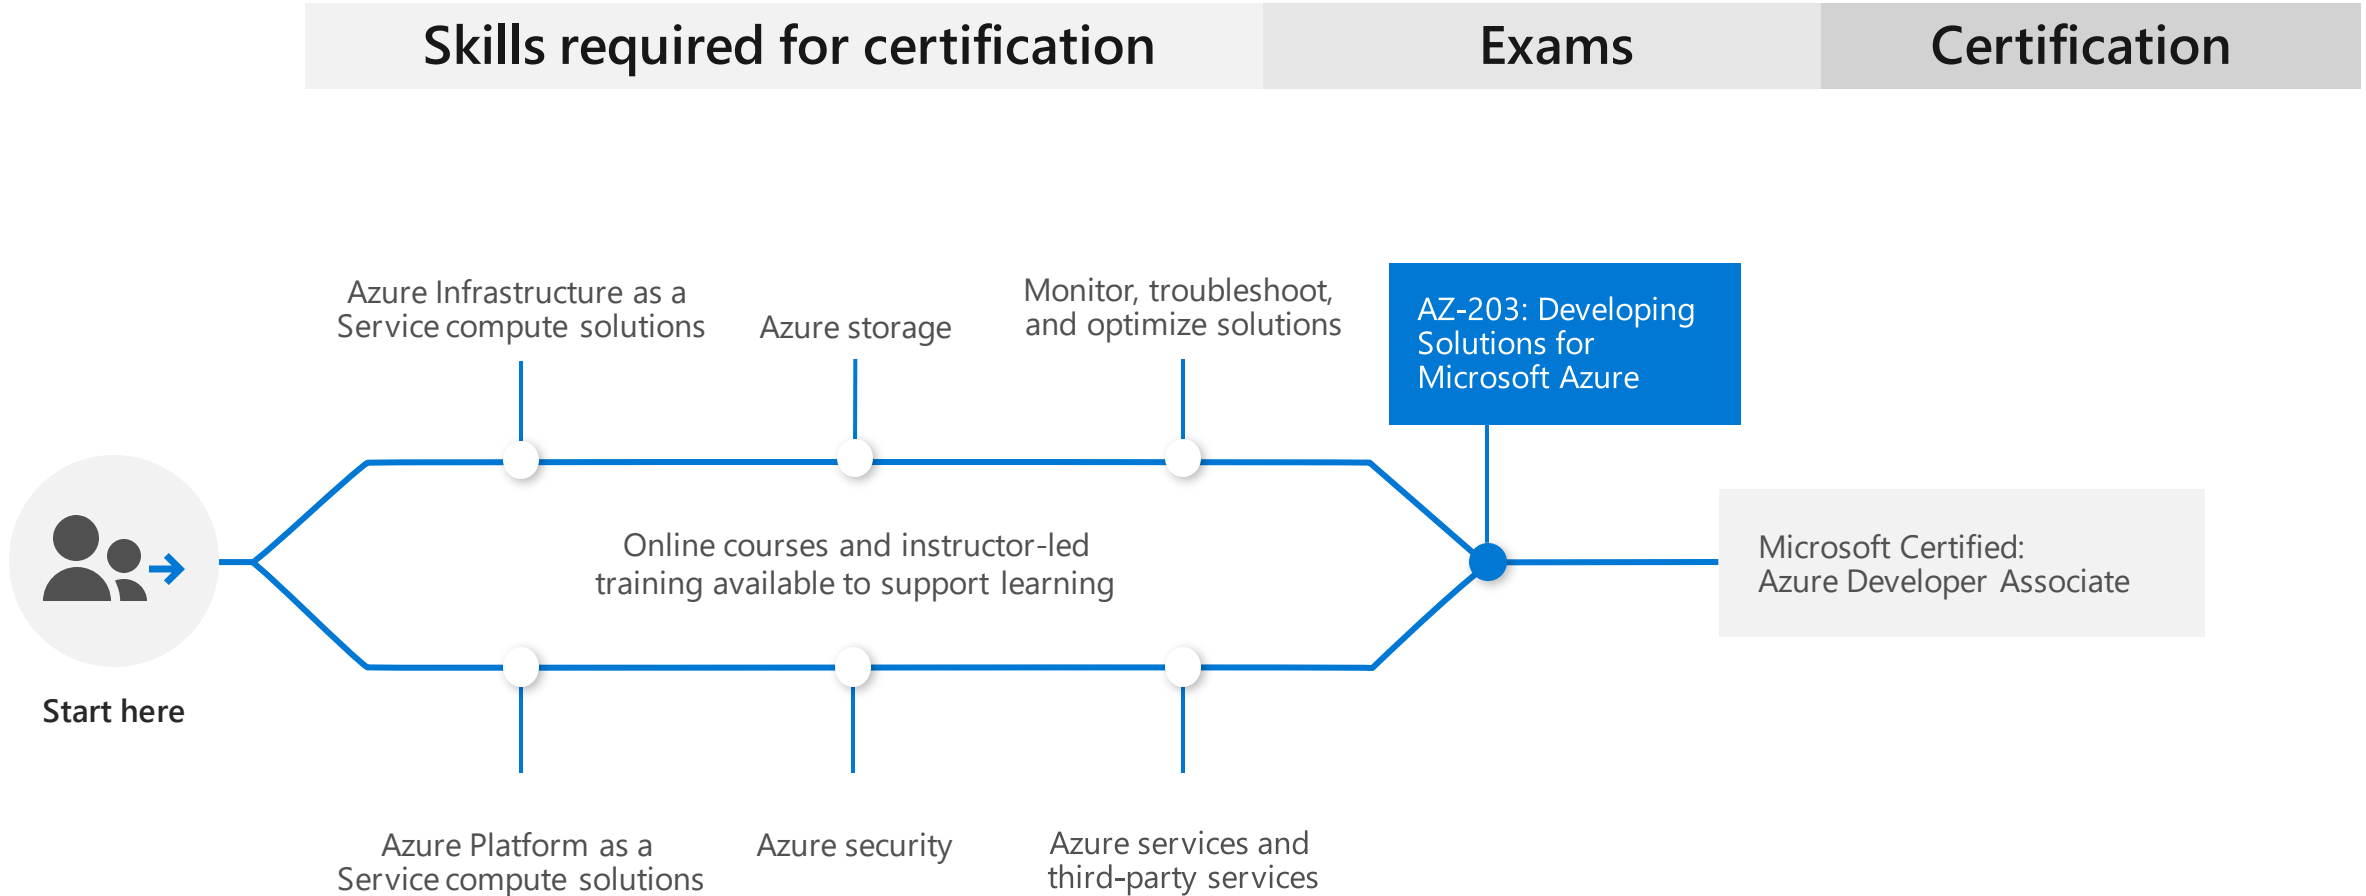 Skills required for certification
Exams
Certification
Azure Infrastructure as a
Service compute solutions
Azure storage
Monitor, troubleshoot,
and optimize solutions
AZ-203: Developing
Solutions for
Microsoft Azure
Online courses and instructor-led
training available to support learning
Microsoft Certified:
Azure Developer Associate
Start here
Azure Platform as a
Service compute solutions
Azure security
Azure services and
third-party services